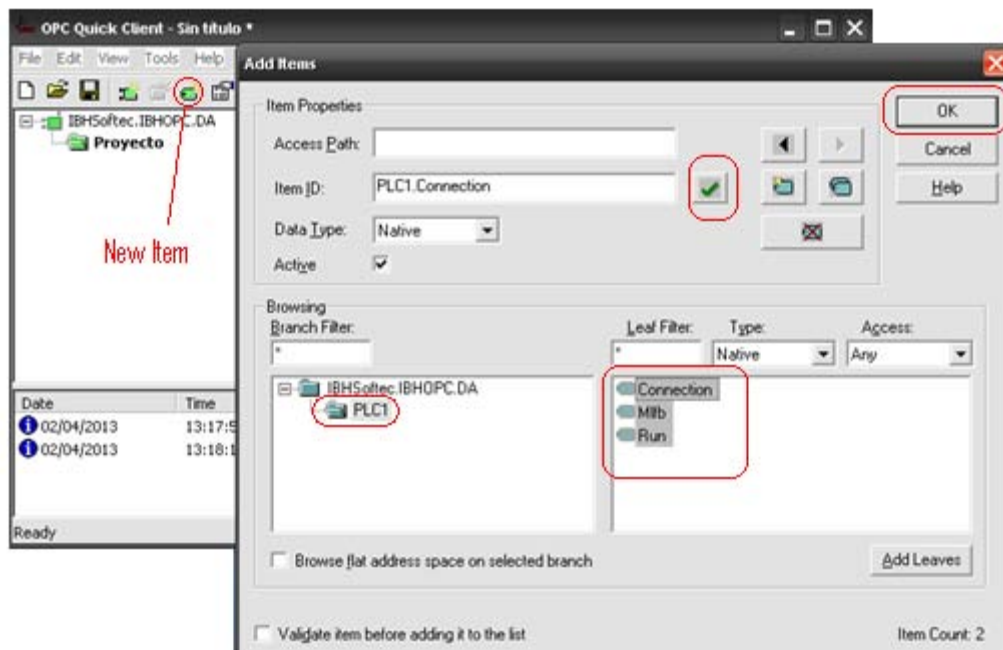 OPC Quick Client - Sin título *
File Edit View Tools Help
IBHSoftec.IBHOPC.DA
Proyecto
New Item
Date Time
02/04/2013 13:17:5
02/04/2013 13:18:1
Ready
Add Items
Item Properties
Access Path:
Item ID: PLC1.Connection
Data Type: Native
Active
OK
Cancel
Help
Browsing
Branch Filter:
*
Leaf Filter: Type: Access:
* Native Any
IBHSoftec.IBHOPC.DA
PLC1
Connection
Run
Browse flat address space on selected branch
Add Leaves
Validate item before adding it to the list
Item Count: 2